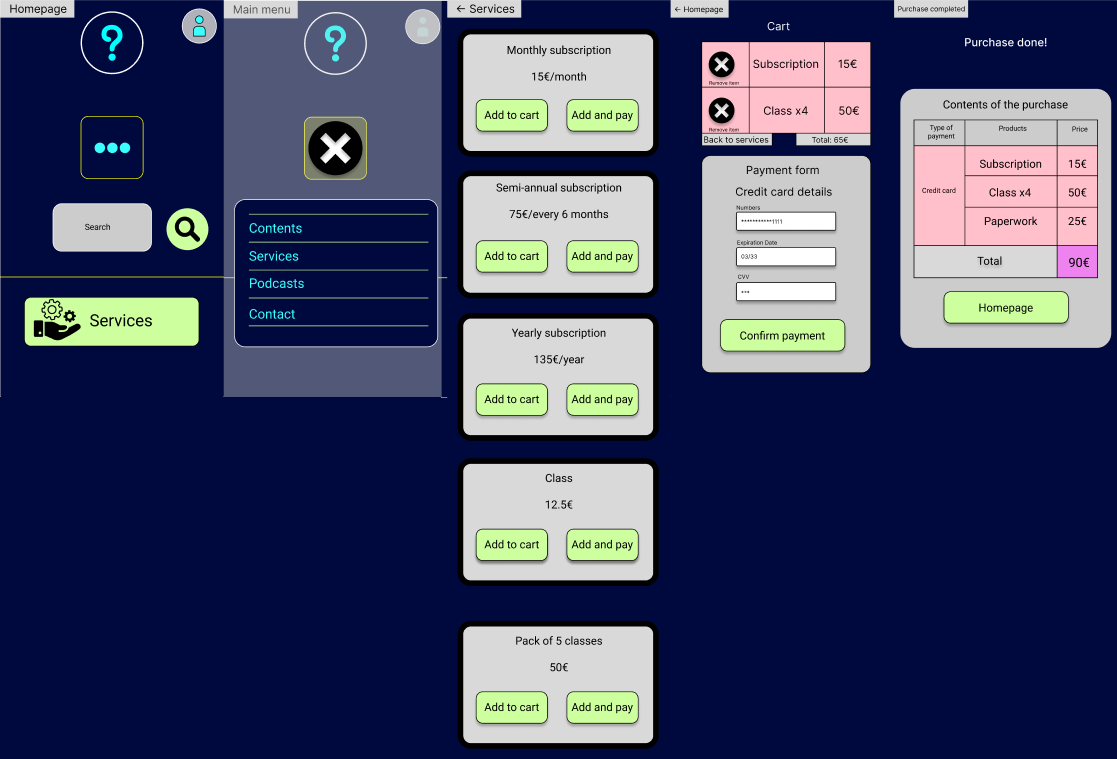 Homepage
?
Search
Services
Main menu
?
Contents
Services
Podcasts
Contact
← Services
Monthly subscription
15€/month
Add to cart Add and pay
Semi-annual subscription
75€/every 6 months
Add to cart Add and pay
Yearly subscription
135€/year
Add to cart Add and pay
Class
12.5€
Add to cart Add and pay
Pack of 5 classes
50€
Add to cart Add and pay
← Homepage
Cart
Subscription 15€
Remove item
Class x4 50€
Remove item
Back to services Total: 65€
Payment form
Credit card details
Numbers
************1111
Expiration Date
03/33
CVV
***
Confirm payment
Purchase completed
Purchase done!
Contents of the purchase
Type of payment Products Price
Credit card
Subscription 15€
Class x4 50€
Paperwork 25€
Total 90€
Homepage